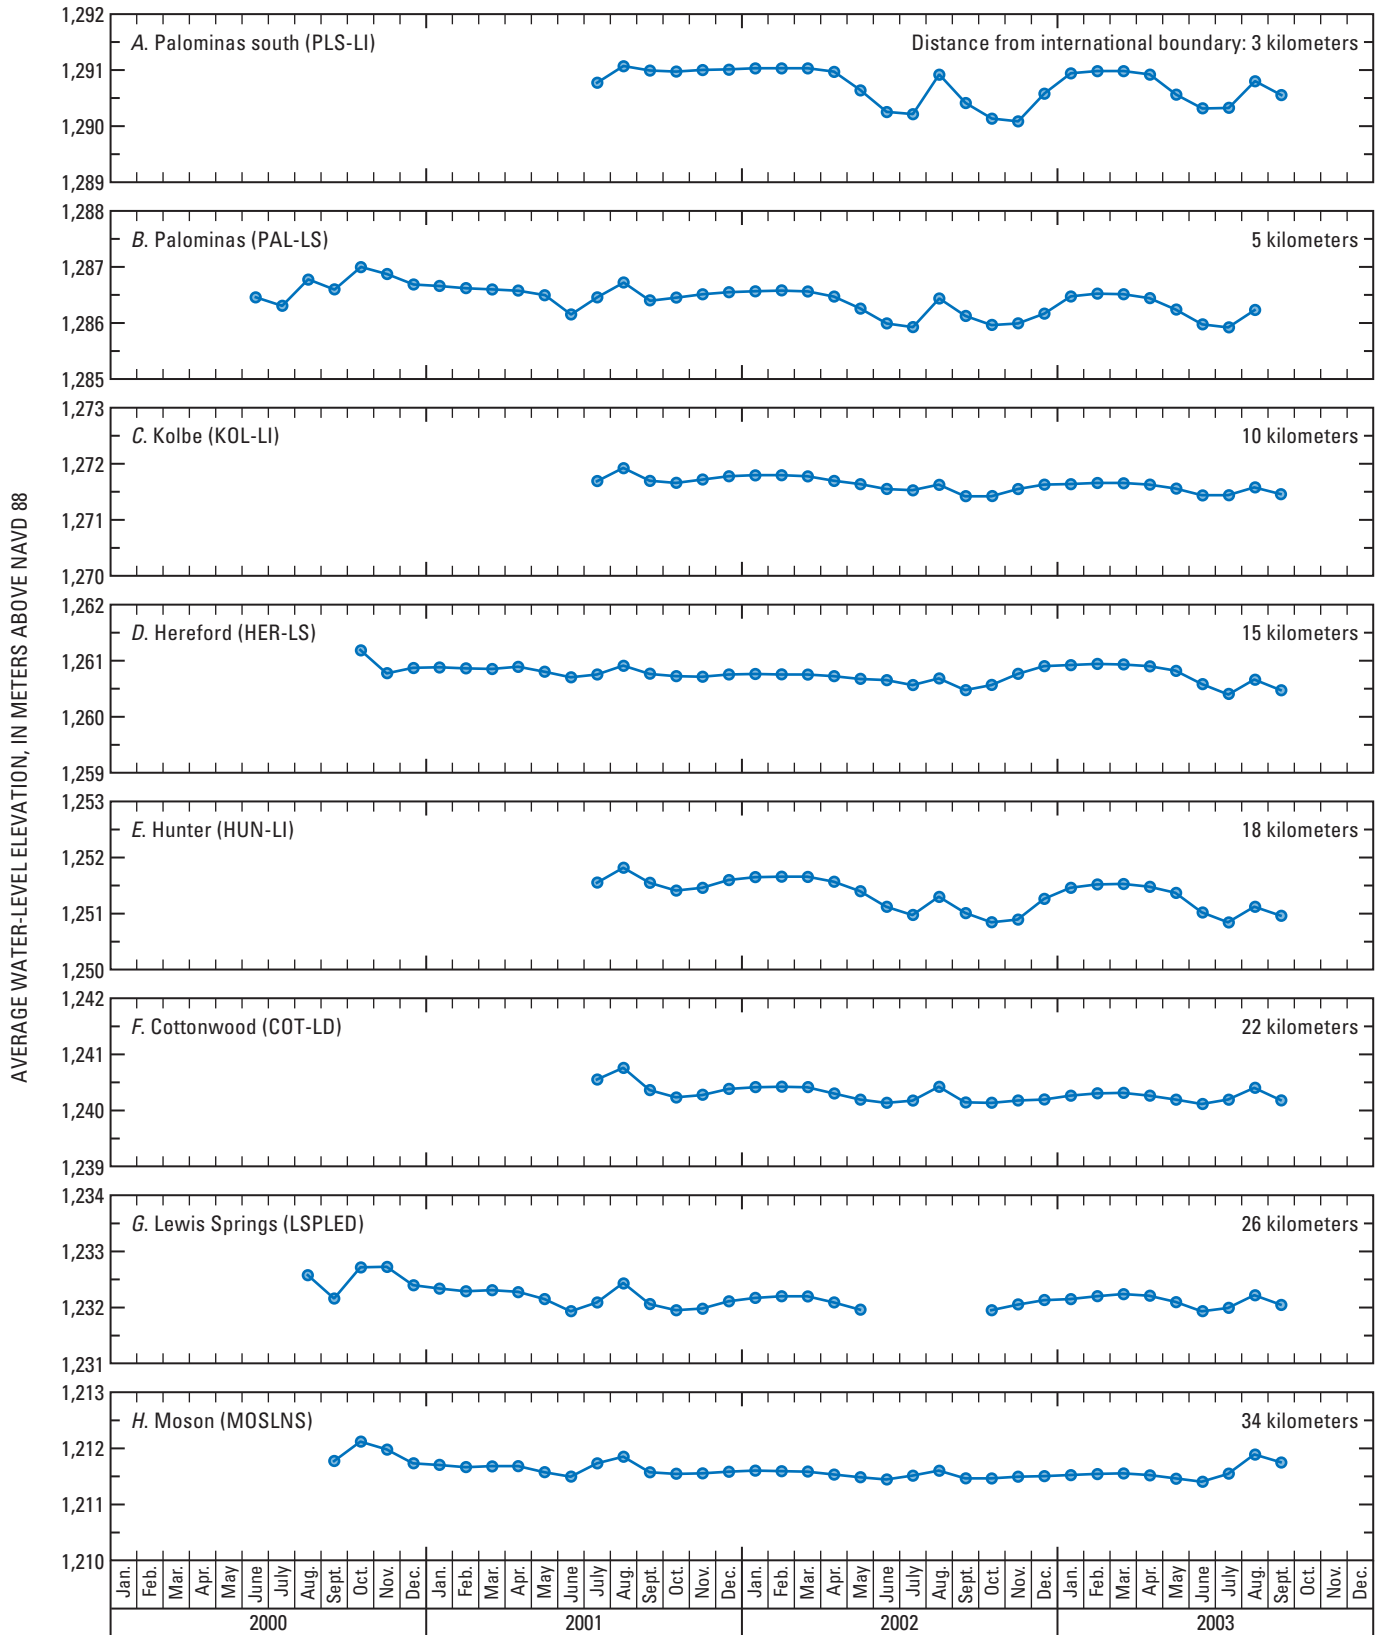 AVERAGE WATER-LEVEL ELEVATION, IN METERS ABOVE NAVD 88
A. Palominas south (PLS-LI)
Distance from international boundary: 3 kilometers
1,292
1,291
1,290
1,289
B. Palominas (PAL-LS)
5 kilometers
1,288
1,287
1,286
1,285
C. Kolbe (KOL-LI)
10 kilometers
1,273
1,272
1,271
1,270
D. Hereford (HER-LS)
15 kilometers
1,262
1,261
1,260
1,259
E. Hunter (HUN-LI)
18 kilometers
1,253
1,252
1,251
1,250
F. Cottonwood (COT-LD)
22 kilometers
1,242
1,241
1,240
1,239
G. Lewis Springs (LSPLED)
26 kilometers
1,234
1,233
1,232
1,231
H. Moson (MOSLNS)
34 kilometers
1,213
1,212
1,211
1,210
Jan. Feb. Mar. Apr. May June July Aug. Sept. Oct. Nov. Dec. Jan. Feb. Mar. Apr. May June July Aug. Sept. Oct. Nov. Dec. Jan. Feb. Mar. Apr. May June July Aug. Sept. Oct. Nov. Dec. Jan. Feb. Mar. Apr. May June July Aug. Sept. Oct. Nov. Dec.
2000 2001 2002 2003